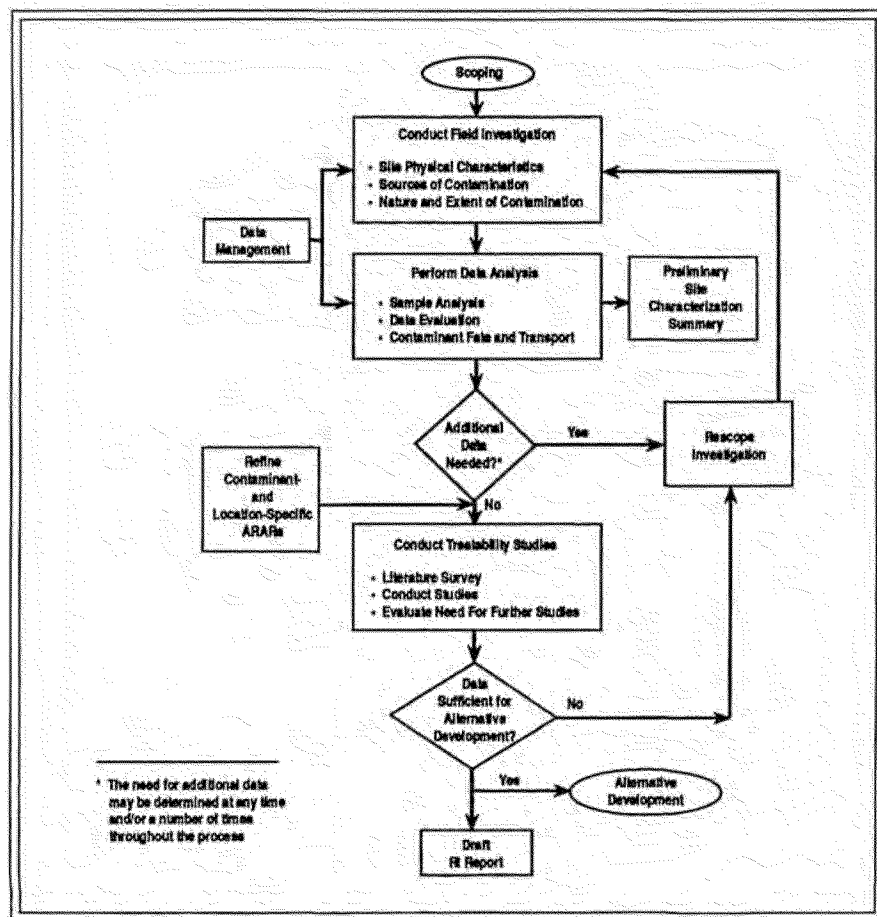 Scoping
Conduct Field Investigation
• Site Physical Characteristics
• Sources of Contamination
• Nature and Extent of Contamination
Data
Management
Perform Data Analysis
• Sample Analysis
• Data Evaluation
• Contaminant Fate and Transport
Preliminary
Site
Characterization
Summary
Additional
Data
Needed?*
Yes
Rescope
Investigation
No
Refine
Contaminant-
and
Location-Specific
ARARs
Conduct Treatability Studies
• Literature Survey
• Conduct Studies
• Evaluate Need For Further Studies
Data
Sufficient for
Alternative
Development?
No
Yes
Alternative
Development
Draft
RI Report
* The need for additional data
may be determined at any time
and/or a number of times
throughout the process